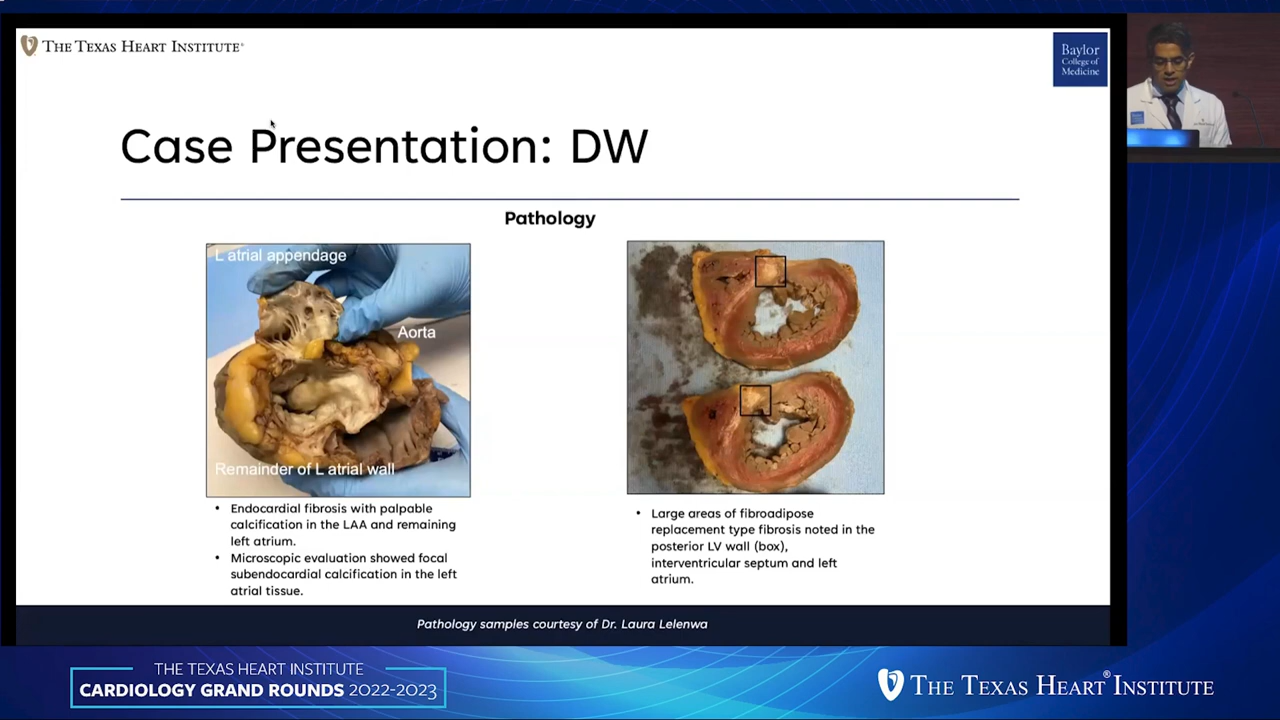 THE TEXAS HEART INSTITUTE®
Baylor
College of
Medicine
Case Presentation: DW
Pathology
L atrial appendage
Aorta
Remainder of L atrial wall
• Endocardial fibrosis with palpable
calcification in the LAA and remaining
left atrium.
• Microscopic evaluation showed focal
subendocardial calcification in the left
atrial tissue.
• Large areas of fibroadipose
replacement type fibrosis noted in the
posterior LV wall (box),
interventricular septum and left
atrium.
Pathology samples courtesy of Dr. Laura Lelenwa
THE TEXAS HEART INSTITUTE
CARDIOLOGY GRAND ROUNDS 2022-2023
THE TEXAS HEART® INSTITUTE